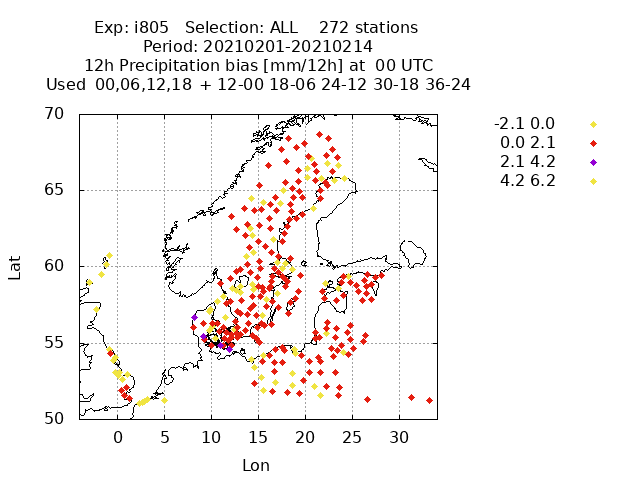 Exp: i805 Selection: ALL 272 stations
Period: 20210201-20210214
12h Precipitation bias [mm/12h] at 00 UTC
Used 00,06,12,18 + 12-00 18-06 24-12 30-18 36-24
-2.1 0.0
0.0 2.1
2.1 4.2
4.2 6.2
70
65
60
55
50
Lat
0 5 10 15 20 25 30
Lon